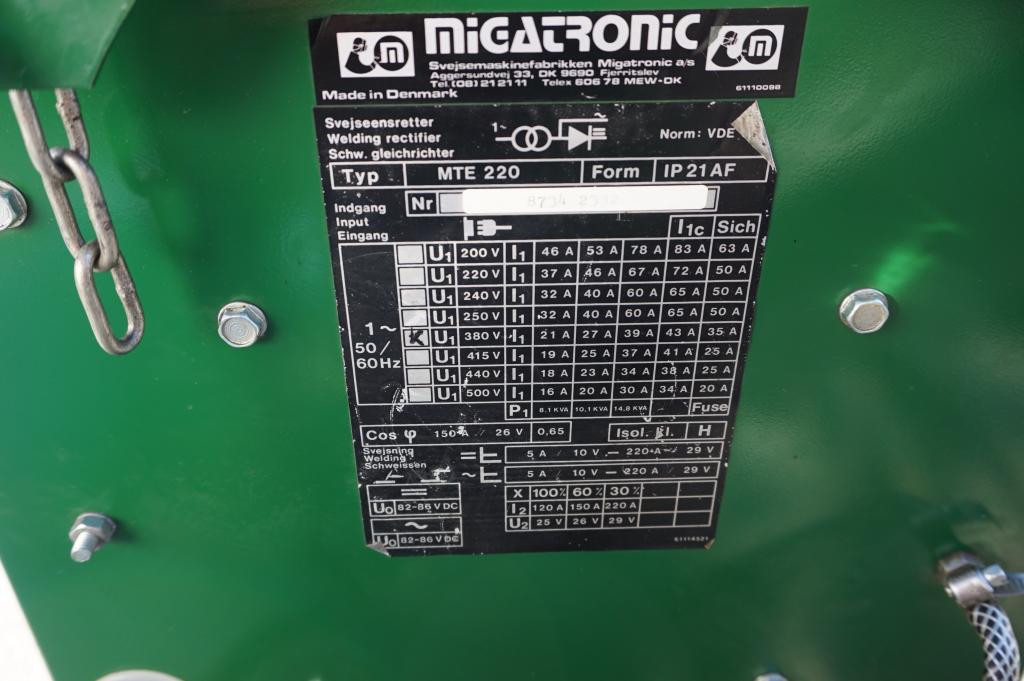 MIGATRONIC
Svejsemaskinefabrikken Migatronic a/s
Aggersundvej 33, DK 9690 Fjerritslev
Tel. (08) 21 21 11 Telex 606 78 MEW-DK
Made in Denmark
61110098
Svejseensretter
Welding rectifier
Schw. gleichrichter
1~ ~ Norm: VDE
Typ MTE 220 Form IP 21 AF
Nr 8734
Indgang
Input
Eingang
I1c Sich
U1 200 V I1 46 A 53 A 78 A 83 A 63 A
U1 220 V I1 37 A 46 A 67 A 72 A 50 A
U1 240 V I1 32 A 40 A 60 A 65 A 50 A
U1 250 V I1 32 A 40 A 60 A 65 A 50 A
K U1 380 V I1 21 A 27 A 39 A 43 A 35 A
U1 415 V I1 19 A 25 A 37 A 41 A 25 A
U1 440 V I1 18 A 23 A 34 A 38 A 25 A
U1 500 V I1 16 A 20 A 30 A 34 A 20 A
1~
50/
60Hz
P1 8,1 KVA 10,1 KVA 14,8 KVA Fuse
Cos φ 150 A / 26 V 0,65 Isol. kl. H
Svejsning
Welding
Schweissen
= 5 A / 10 V — 220 A / 29 V
~ 5 A / 10 V — 220 A / 29 V
=
U0 82-86 V DC
~
U0 82-86 V DC
X 100% 60% 30%
I2 120 A 150 A 220 A
U2 25 V 26 V 29 V
61114521